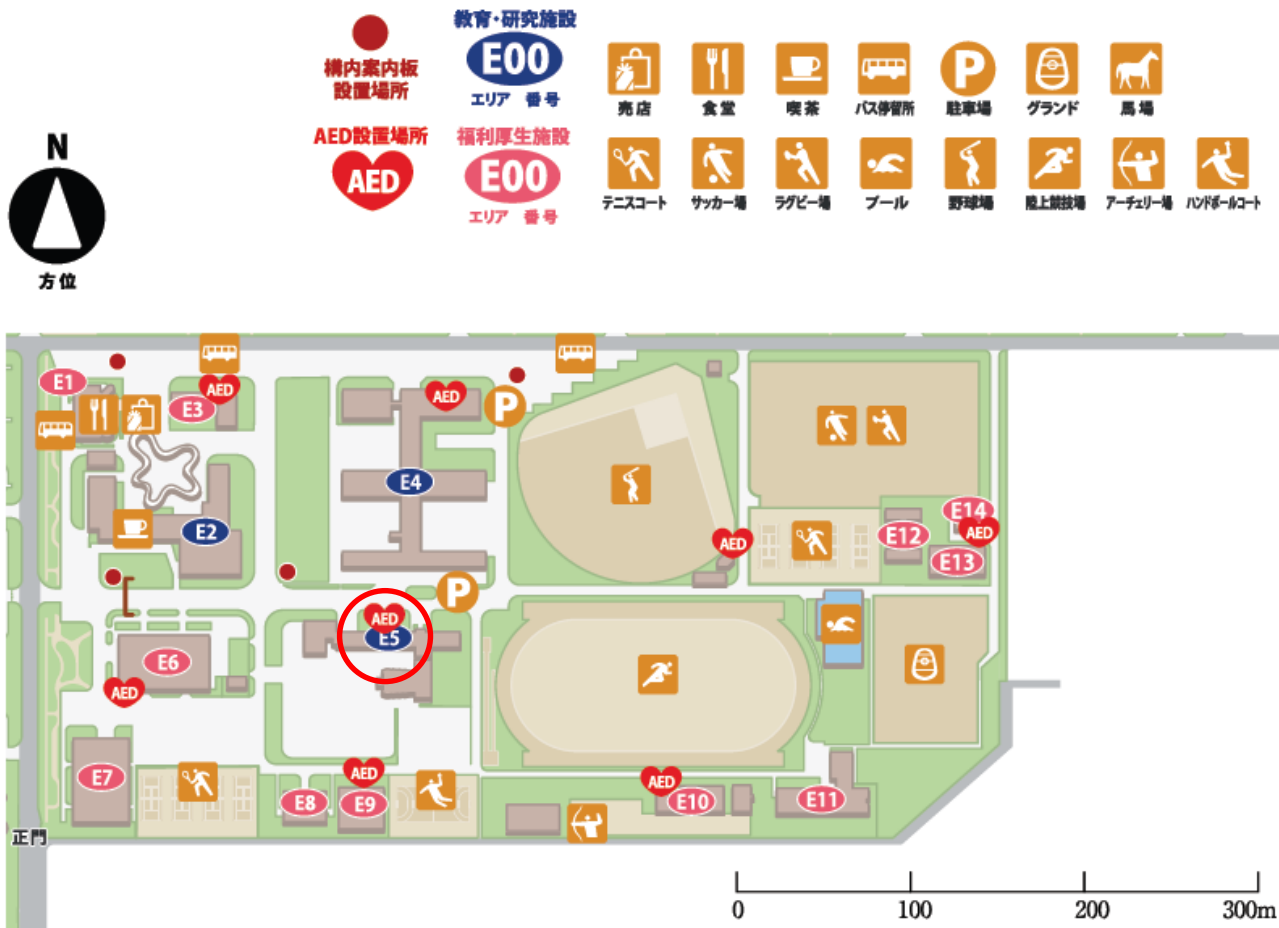 教育・研究施設
E00
エリア 番号
構内案内板
設置場所
売店
食堂
喫茶
バス停留所
P
駐車場
グランド
馬場
AED設置場所
AED
福利厚生施設
E00
エリア 番号
テニスコート
サッカー場
ラグビー場
プール
野球場
陸上競技場
アーチェリー場
ハンドボールコート
N
方位
E1
E3
AED
AED
P
E4
E2
E14
AED
E12
E13
AED
P
AED
E5
E6
AED
E7
AED
E8
E9
AED
E10
E11
正門
0
100
200
300m